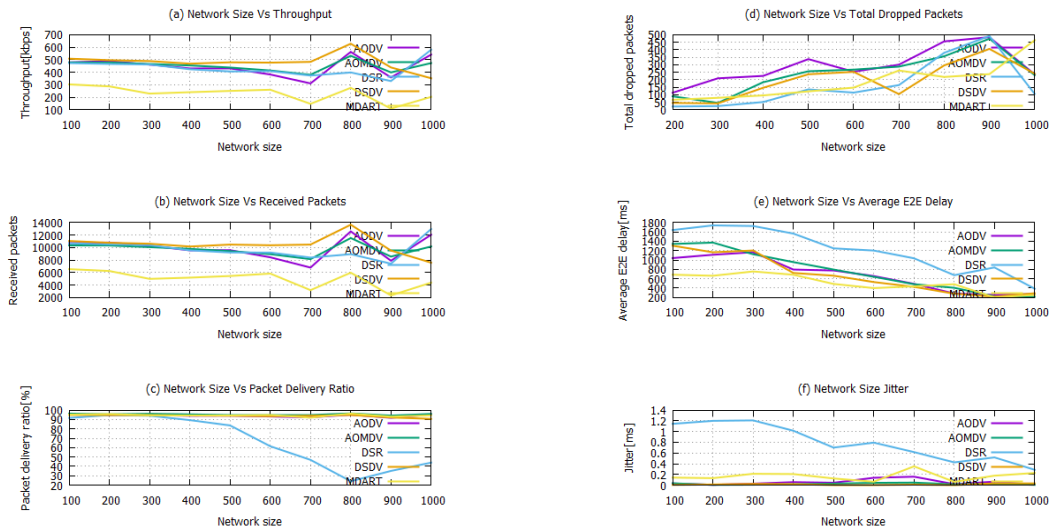 (a) Network Size Vs Throughput
Throughput[kbps]
700
600
500
400
300
200
100
AODV
AOMDV
DSR
DSDV
MDART
100 200 300 400 500 600 700 800 900 1000
Network size
(d) Network Size Vs Total Dropped Packets
Total dropped packets
500
450
400
350
300
250
200
150
100
50
0
AODV
AOMDV
DSR
DSDV
MDART
200 300 400 500 600 700 800 900 1000
Network size
(b) Network Size Vs Received Packets
Received packets
14000
12000
10000
8000
6000
4000
2000
AODV
AOMDV
DSR
DSDV
MDART
100 200 300 400 500 600 700 800 900 1000
Network size
(e) Network Size Vs Average E2E Delay
Average E2E delay[ms]
1800
1600
1400
1200
1000
800
600
400
200
AODV
AOMDV
DSR
DSDV
MDART
100 200 300 400 500 600 700 800 900 1000
Network size
(c) Network Size Vs Packet Delivery Ratio
Packet delivery ratio[%]
100
90
80
70
60
50
40
30
20
AODV
AOMDV
DSR
DSDV
MDART
100 200 300 400 500 600 700 800 900 1000
Network size
(f) Network Size Jitter
Jitter[ms]
1.4
1.2
1
0.8
0.6
0.4
0.2
0
AODV
AOMDV
DSR
DSDV
MDART
100 200 300 400 500 600 700 800 900 1000
Network size